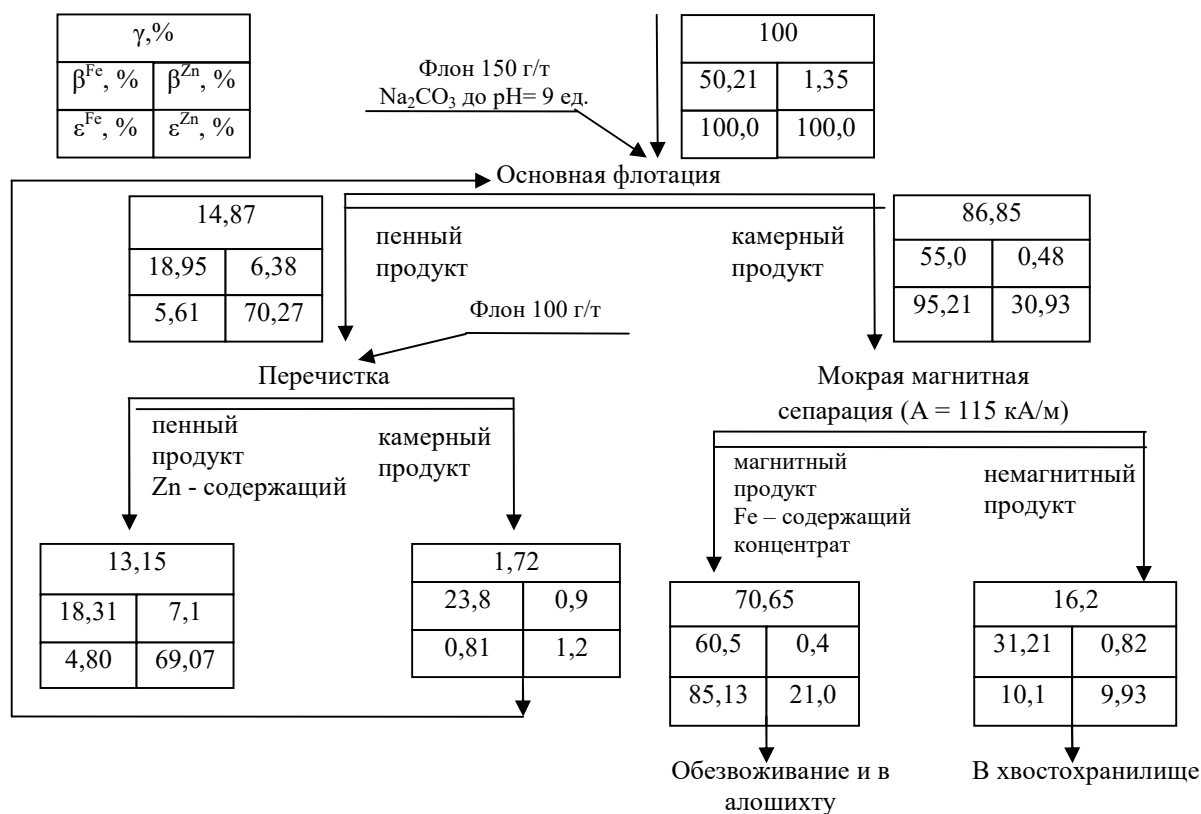 γ,%
β^Fe, % β^Zn, %
ε^Fe, % ε^Zn, %
Флон 150 г/т
Na₂CO₃ до pH= 9 ед.
100
50,21 1,35
100,0 100,0
Основная флотация
14,87
18,95 6,38
5,61 70,27
пенный
продукт
камерный
продукт
86,85
55,0 0,48
95,21 30,93
Флон 100 г/т
Перечистка
Мокрая магнитная
сепарация (А = 115 кА/м)
пенный
продукт
Zn - содержащий
камерный
продукт
магнитный
продукт
Fe – содержащий
концентрат
немагнитный
продукт
13,15
18,31 7,1
4,80 69,07
1,72
23,8 0,9
0,81 1,2
70,65
60,5 0,4
85,13 21,0
16,2
31,21 0,82
10,1 9,93
Обезвоживание и в
алошихту
В хвостохранилище